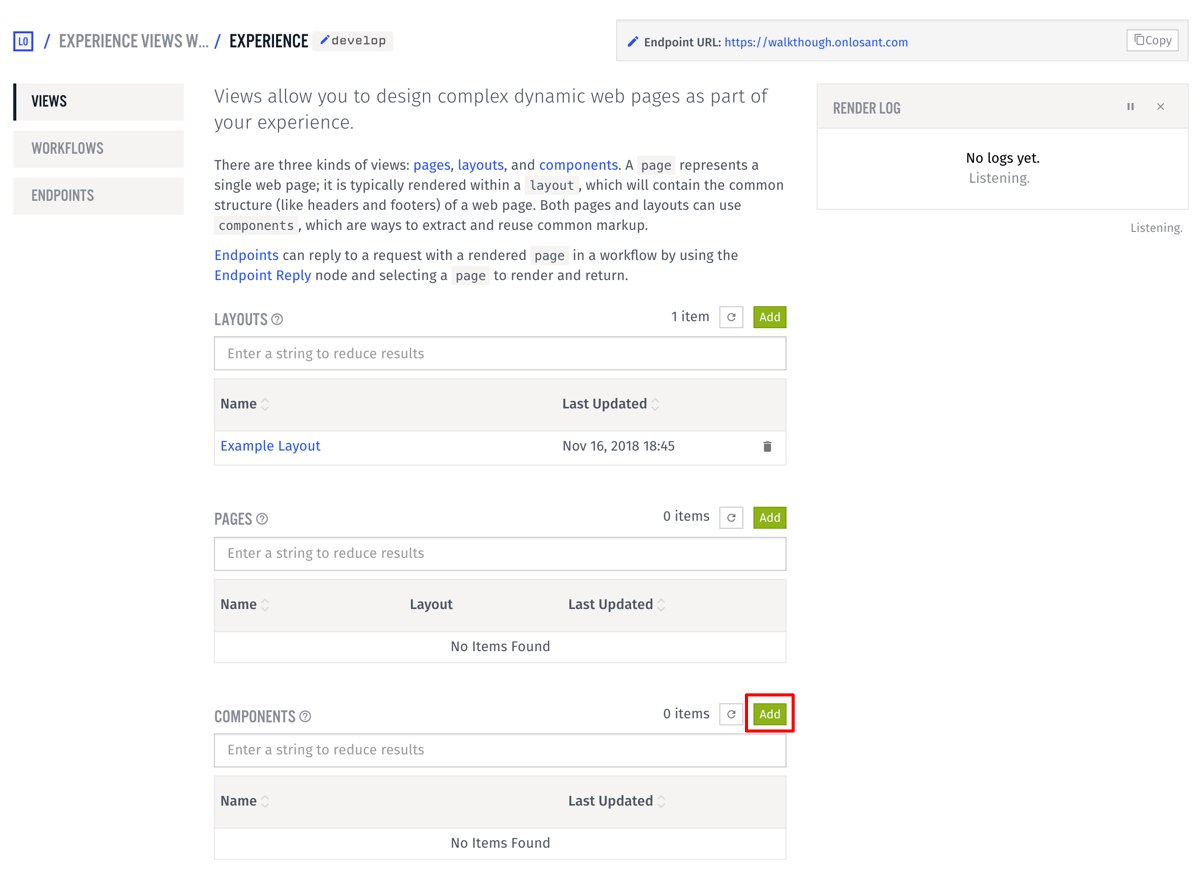 LO / EXPERIENCE VIEWS W... / EXPERIENCE develop
Endpoint URL: https://walkthough.onlosant.com Copy
VIEWS
WORKFLOWS
ENDPOINTS
Views allow you to design complex dynamic web pages as part of
your experience.
There are three kinds of views: pages, layouts, and components. A page represents a
single web page; it is typically rendered within a layout, which will contain the common
structure (like headers and footers) of a web page. Both pages and layouts can use
components, which are ways to extract and reuse common markup.
Endpoints can reply to a request with a rendered page in a workflow by using the
Endpoint Reply node and selecting a page to render and return.
LAYOUTS 1 item Add
Enter a string to reduce results
Name Last Updated
Example Layout Nov 16, 2018 18:45
PAGES 0 items Add
Enter a string to reduce results
Name Layout Last Updated
No Items Found
COMPONENTS 0 items Add
Enter a string to reduce results
Name Last Updated
No Items Found
RENDER LOG
No logs yet.
Listening.
Listening.